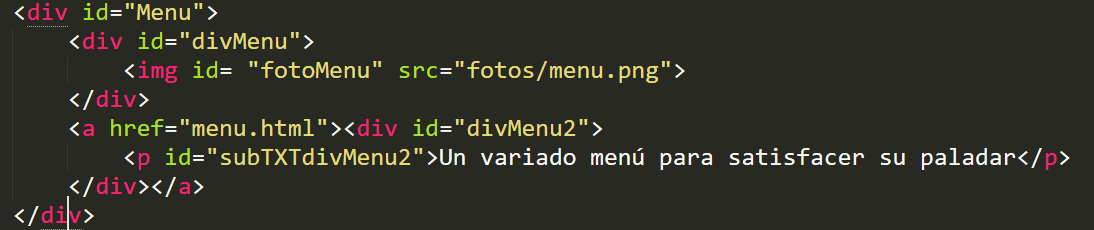 <div id="Menu">
    <div id="divMenu">
        <img id= "fotoMenu" src="fotos/menu.png">
    </div>
    <a href="menu.html"><div id="divMenu2">
        <p id="subTXTdivMenu2">Un variado menú para satisfacer su paladar</p>
    </div></a>
</div>